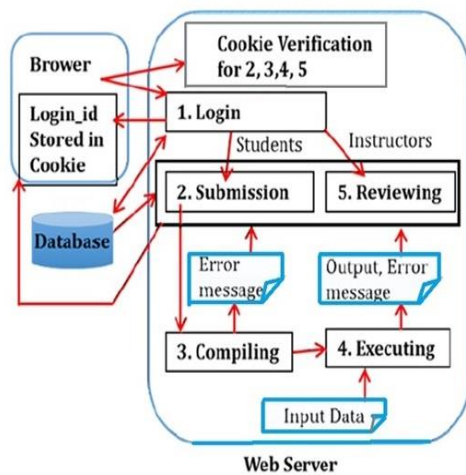 Cookie Verification
for 2, 3,4, 5
Brower
Login_id
Stored in
Cookie
1. Login
Students
Instructors
2. Submission
5. Reviewing
Database
Error
message
Output, Error
message
3. Compiling
4. Executing
Input Data
Web Server